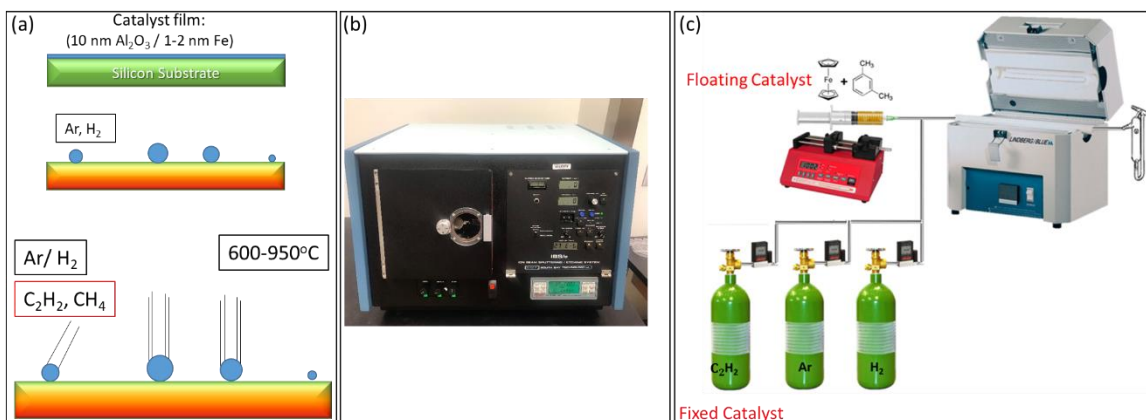 (a)
Catalyst film:
(10 nm Al₂O₃ / 1-2 nm Fe)
Silicon Substrate
Ar, H₂
Ar/ H₂
600-950°C
C₂H₂, CH₄
(b)
(c)
Floating Catalyst
Fe
+
CH₃
CH₃
LINDBERG/BLUE M
C₂H₂
Ar
H₂
Fixed Catalyst